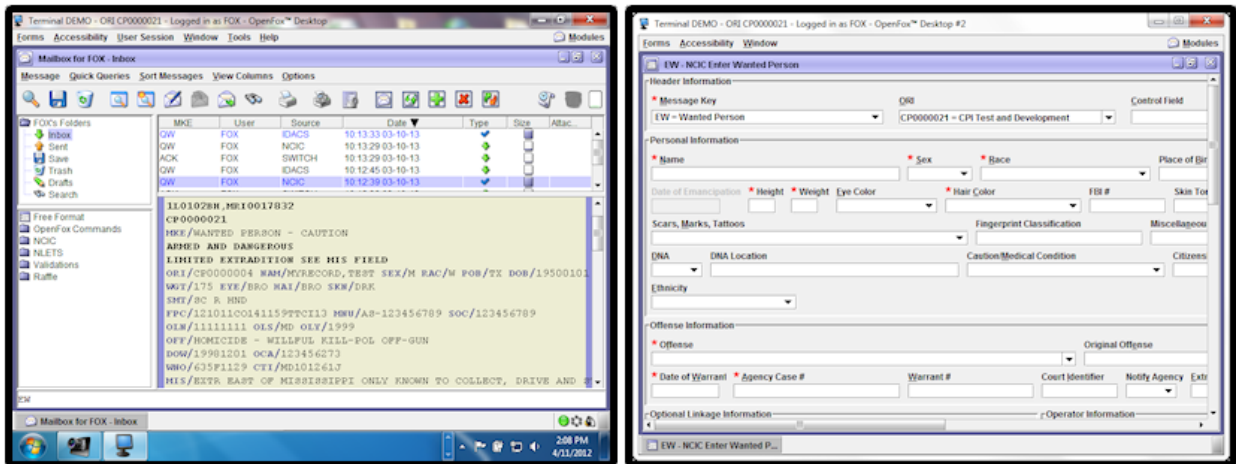 Terminal DEMO - ORI CP0000021 - Logged in as FOX - OpenFox™ Desktop
Forms Accessibility User Session Window Tools Help
Modules
Mailbox for FOX - Inbox
Message Quick Queries Sort Messages View Columns Options
FOX's Folders
Inbox
Sent
Save
Trash
Drafts
Search
MKE User Source Date ▼ Type Size Attac...
QW FOX IDACS 10:13:33 03-10-13
QW FOX NCIC 10:13:29 03-10-13
ACK FOX SWITCH 10:13:29 03-10-13
QW FOX IDACS 10:12:45 03-10-13
QW FOX NCIC 10:12:39 03-10-13
Free Format
OpenFox Commands
NCIC
NLETS
Validations
Raffle
1L0102BH,MRI0017832
CP0000021
MKE/WANTED PERSON - CAUTION
ARMED AND DANGEROUS
LIMITED EXTRADITION SEE MIS FIELD
ORI/CP0000004 NAM/MYRECORD,TEST SEX/M RAC/W POB/TX DOB/19500101
WGT/175 EYE/BRO HAI/BRO SKN/DRK
SMT/SC R HND
FPC/121011CO141159TTCI13 MNU/AS-123456789 SOC/123456789
OLN/11111111 OLS/MD OLY/1999
OFF/HOMICIDE - WILLFUL KILL-POL OFF-GUN
DOW/19981201 OCA/123456273
WNO/635F1129 CTI/MD101261J
MIS/EXTR EAST OF MISSISSIPPI ONLY KNOWN TO COLLECT, DRIVE AND
EW
Mailbox for FOX - Inbox
2:08 PM
4/11/2012
Terminal DEMO - ORI CP0000021 - Logged in as FOX - OpenFox™ Desktop #2
Forms Accessibility Window
Modules
EW - NCIC Enter Wanted Person
Header Information
* Message Key ORI Control Field
EW - Wanted Person CP0000021 - CPI Test and Development
Personal Information
* Name * Sex * Race Place of Bir
Date of Emancipation * Height * Weight Eye Color * Hair Color FBI # Skin Ton
Scars, Marks, Tattoos Fingerprint Classification Miscellaneou
DNA DNA Location Caution/Medical Condition Citizens
Ethnicity
Offense Information
* Offense Original Offense
* Date of Warrant * Agency Case # Warrant # Court Identifier Notify Agency Extr
Optional Linkage Information Operator Information
EW - NCIC Enter Wanted P...